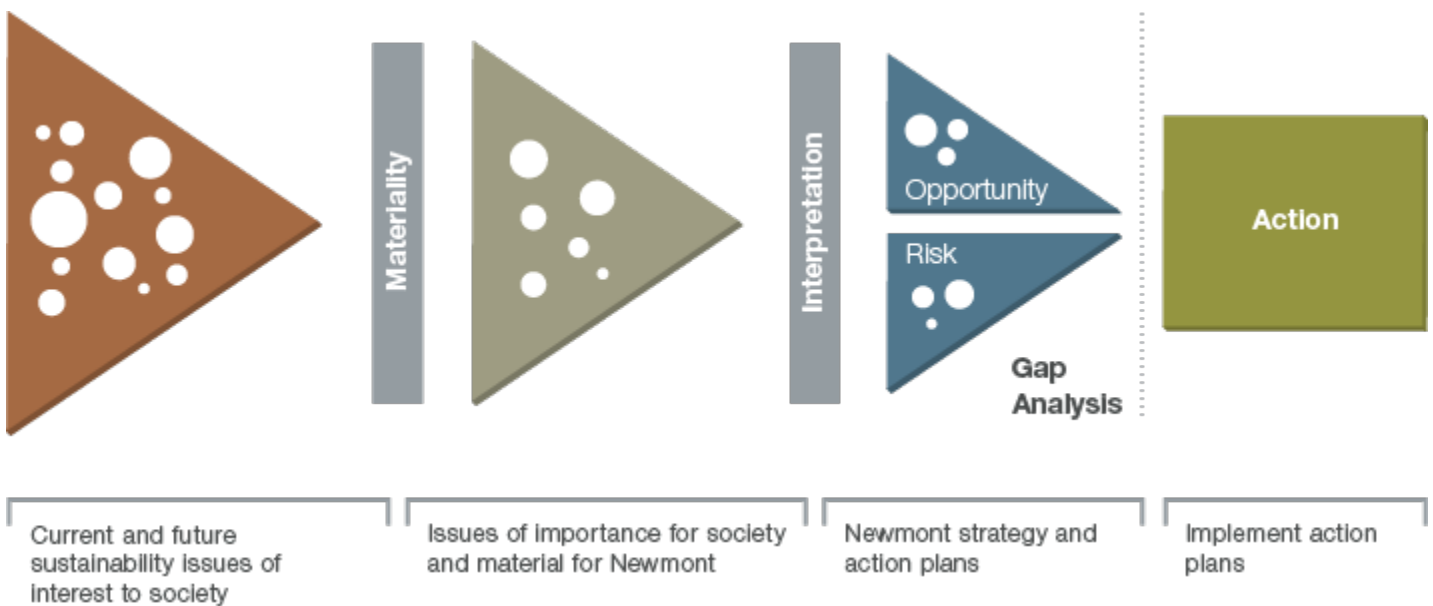 Materiality
Interpretation
Opportunity
Risk
Gap
Analysis
Action
Current and future
sustainability issues of
interest to society
Issues of importance for society
and material for Newmont
Newmont strategy and
action plans
Implement action
plans